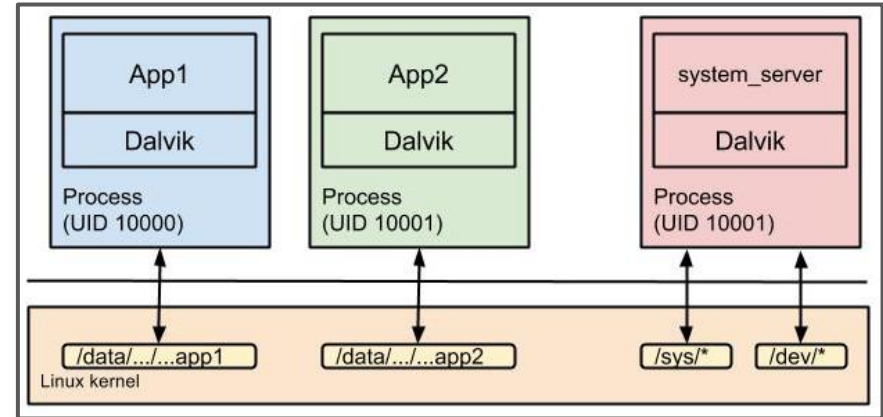 App1
Dalvik
Process
(UID 10000)
App2
Dalvik
Process
(UID 10001)
system_server
Dalvik
Process
(UID 10001)
/data/.../...app1
/data/.../...app2
/sys/*
/dev/*
Linux kernel